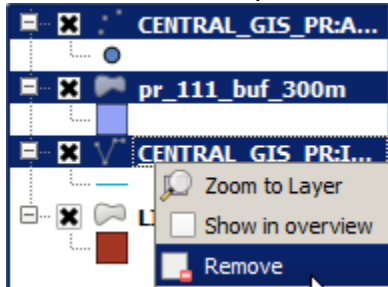 CENTRAL_GIS_PR:A...
pr_111_buf_300m
CENTRAL_GIS_PR:I...
Zoom to Layer
Show in overview
Remove